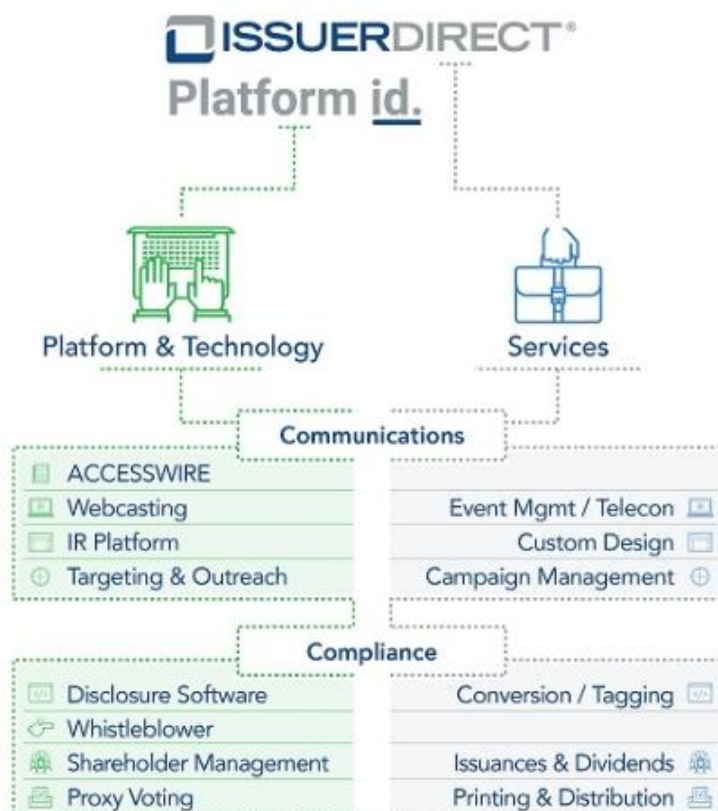 ISSUERDIRECT®
Platform id.
Platform & Technology
Services
Communications
ACCESSWIRE
Webcasting
Event Mgmt / Telecon
IR Platform
Custom Design
Targeting & Outreach
Campaign Management
Compliance
Disclosure Software
Conversion / Tagging
Whistleblower
Shareholder Management
Issuances & Dividends
Proxy Voting
Printing & Distribution